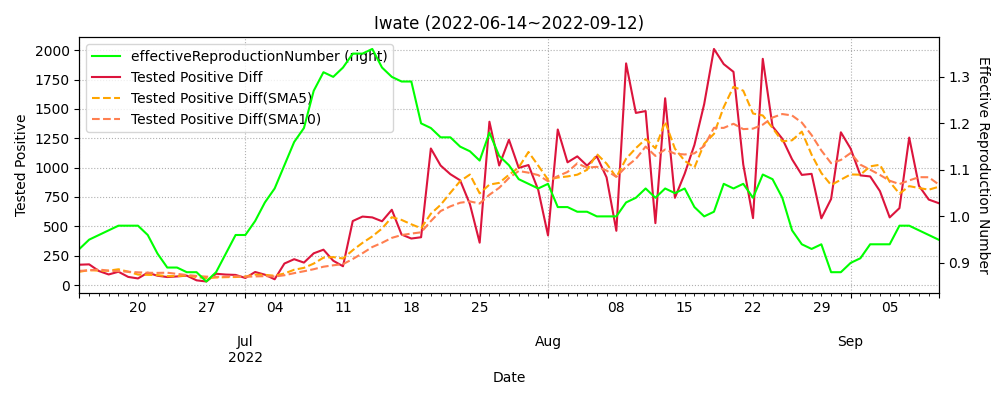 Iwate (2022-06-14~2022-09-12)
effectiveReproductionNumber (right)
Tested Positive Diff
Tested Positive Diff(SMA5)
Tested Positive Diff(SMA10)
Tested Positive
2000
1750
1500
1250
1000
750
500
250
0
1.3
1.2
1.1
1.0
0.9
Effective Reproduction Number
20 27 04 11 18 25 08 15 22 29 05
Jul Aug Sep
2022
Date